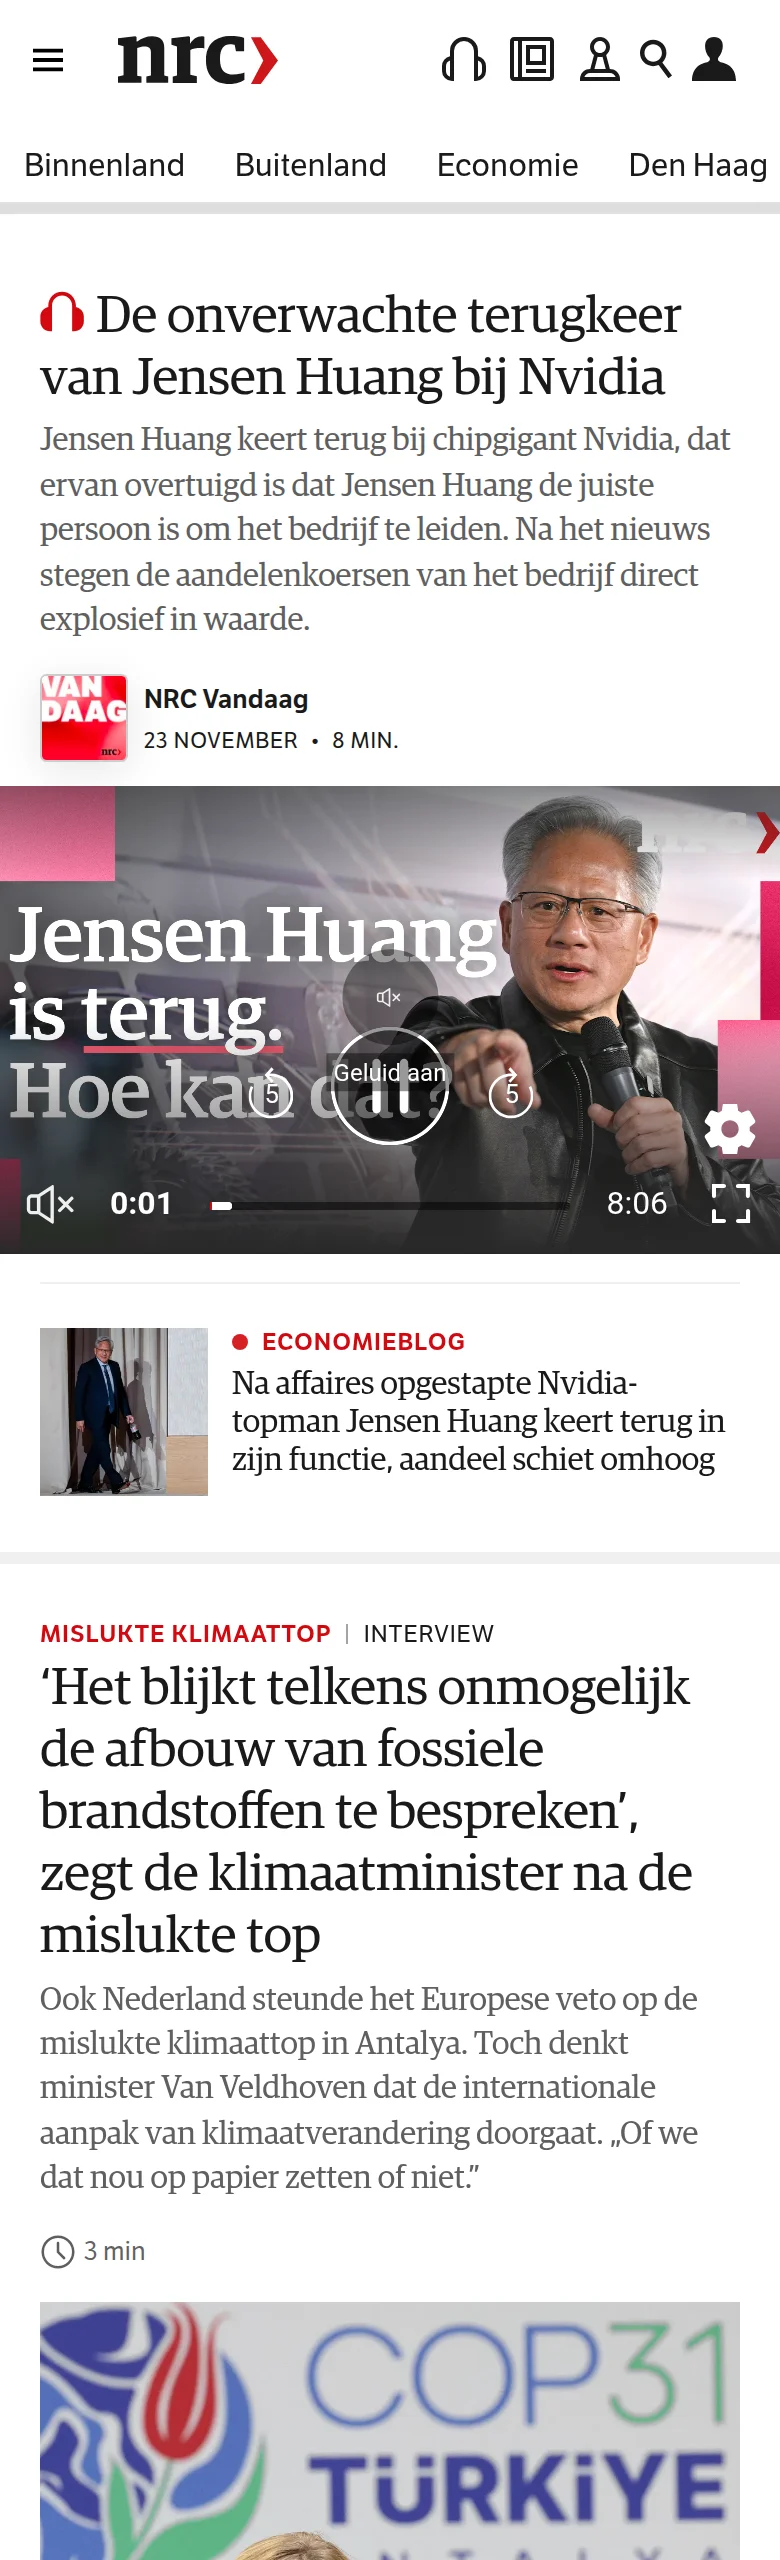 nrc
Binnenland Buitenland Economie Den Haag
De onverwachte terugkeer
van Jensen Huang bij Nvidia
Jensen Huang keert terug bij chipgigant Nvidia, dat
ervan overtuigd is dat Jensen Huang de juiste
persoon is om het bedrijf te leiden. Na het nieuws
stegen de aandelenkoersen van het bedrijf direct
explosief in waarde.
VAN
DAAG
nrc
NRC Vandaag
23 NOVEMBER • 8 MIN.
nrc
Jensen Huang
is terug.
Hoe kan dat?
Geluid aan
5 5
0:01 8:06
ECONOMIEBLOG
Na affaires opgestapte Nvidia-
topman Jensen Huang keert terug in
zijn functie, aandeel schiet omhoog
MISLUKTE KLIMAATTOP | INTERVIEW
‘Het blijkt telkens onmogelijk
de afbouw van fossiele
brandstoffen te bespreken’,
zegt de klimaatminister na de
mislukte top
Ook Nederland steunde het Europese veto op de
mislukte klimaattop in Antalya. Toch denkt
minister Van Veldhoven dat de internationale
aanpak van klimaatverandering doorgaat. „Of we
dat nou op papier zetten of niet.”
3 min
COP31
TÜRKiYE